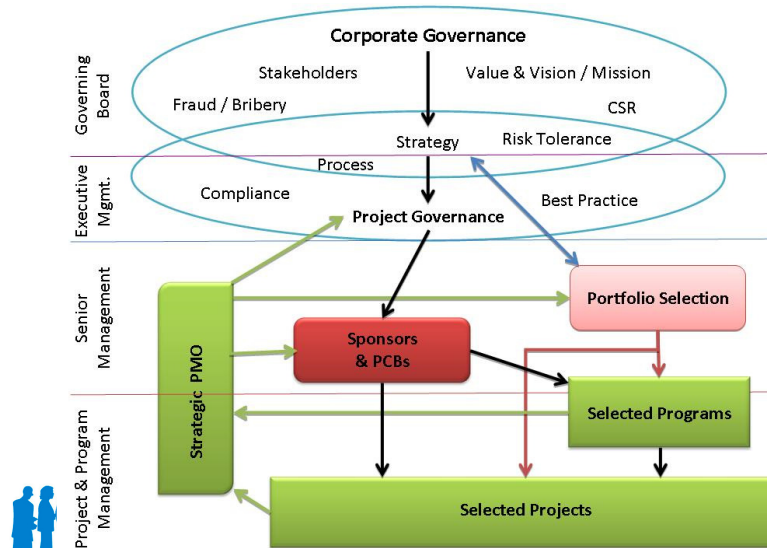 Corporate Governance
Stakeholders
Value & Vision / Mission
Fraud / Bribery
CSR
Governing
Board
Strategy
Risk Tolerance
Process
Compliance
Best Practice
Executive
Mgmt.
Project Governance
Portfolio Selection
Senior
Management
Sponsors
& PCBs
Strategic PMO
Selected Programs
Project & Program
Management
Selected Projects